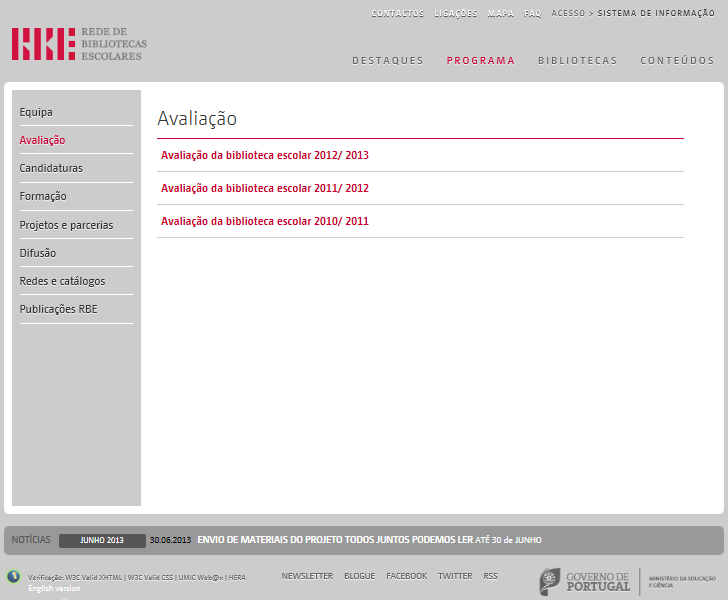 CONTACTOS LIGAÇÕES MAPA FAQ ACESSO > SISTEMA DE INFORMAÇÃO
REDE DE
BIBLIOTECAS
ESCOLARES
DESTAQUES PROGRAMA BIBLIOTECAS CONTEÚDOS
Equipa
Avaliação
Candidaturas
Formação
Projetos e parcerias
Difusão
Redes e catálogos
Publicações RBE
Avaliação
Avaliação da biblioteca escolar 2012/ 2013
Avaliação da biblioteca escolar 2011/ 2012
Avaliação da biblioteca escolar 2010/ 2011
NOTÍCIAS JUNHO 2013 30.06.2013 ENVIO DE MATERIAIS DO PROJETO TODOS JUNTOS PODEMOS LER ATÉ 30 de JUNHO
Verificação: W3C Valid XHTML | W3C Valid CSS | UMIC Web@x | HERA
English version
NEWSLETTER BLOGUE FACEBOOK TWITTER RSS
GOVERNO DE
PORTUGAL
MINISTÉRIO DA EDUCAÇÃO
E CIÊNCIA